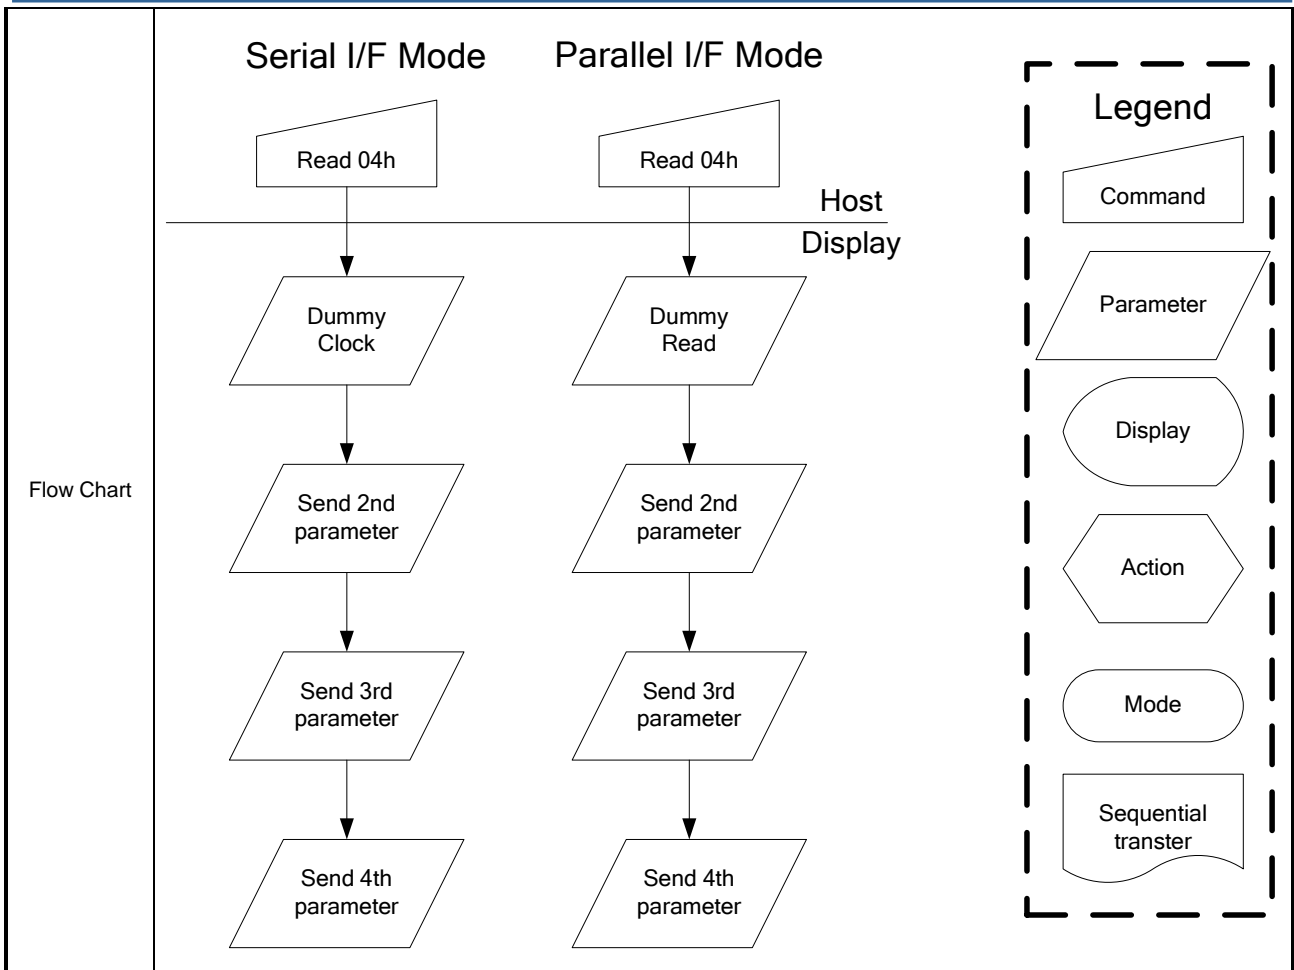 Flow Chart
Serial I/F Mode
Parallel I/F Mode
Read 04h
Read 04h
Host
Display
Dummy
Clock
Dummy
Read
Send 2nd
parameter
Send 2nd
parameter
Send 3rd
parameter
Send 3rd
parameter
Send 4th
parameter
Send 4th
parameter
Legend
Command
Parameter
Display
Action
Mode
Sequential
transter